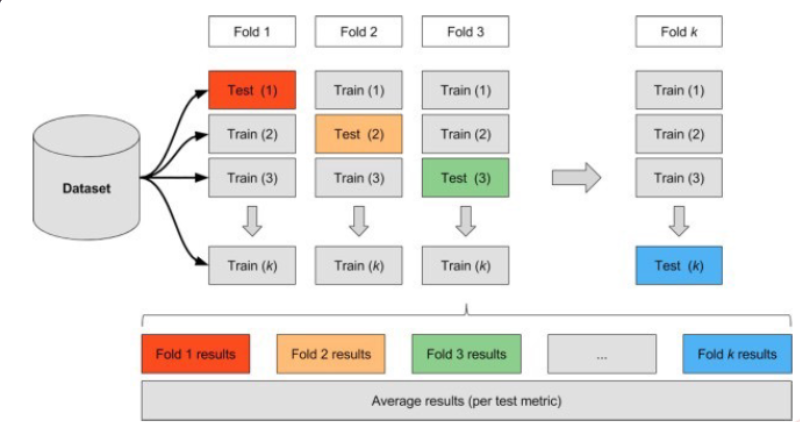 Fold 1 Fold 2 Fold 3 Fold k
Test (1) Train (1) Train (1) Train (1)
Train (2) Test (2) Train (2) Train (2)
Dataset
Train (3) Train (3) Test (3) Train (3)
Train (k) Train (k) Train (k) Test (k)
Fold 1 results Fold 2 results Fold 3 results ... Fold k results
Average results (per test metric)